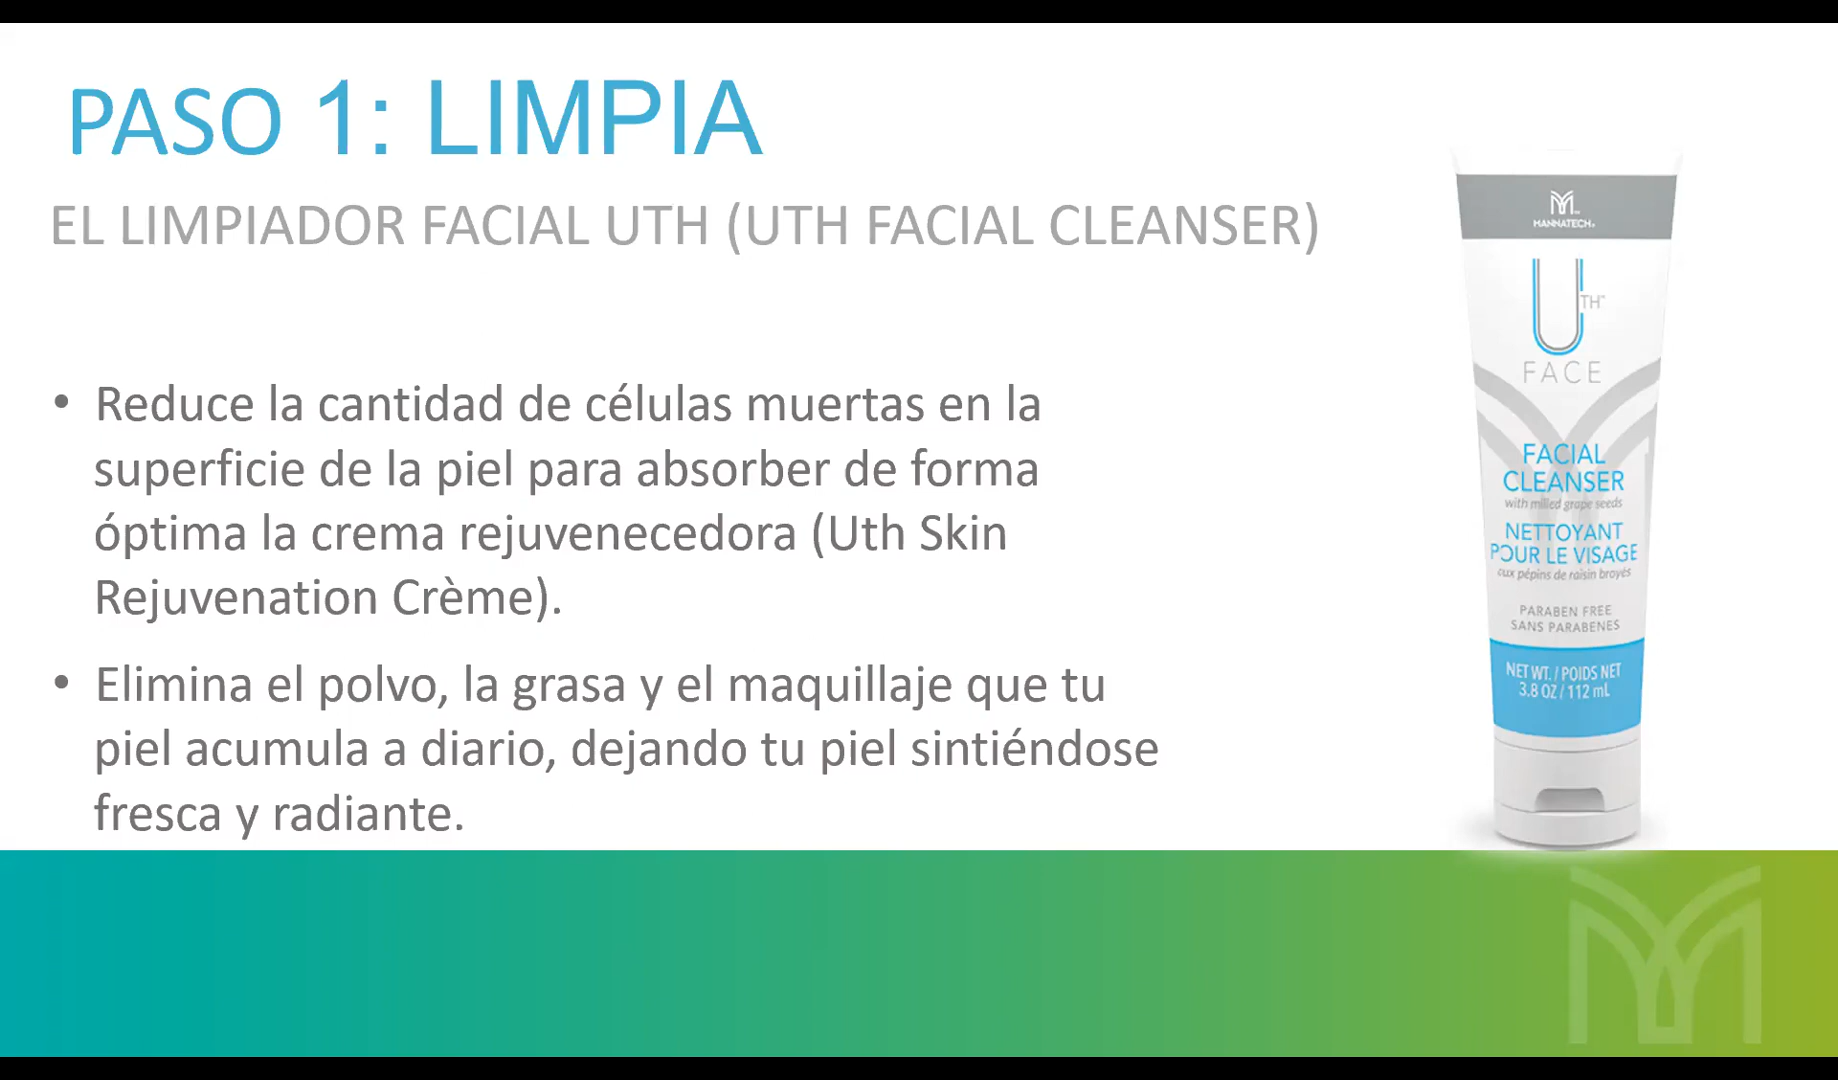 PASO 1: LIMPIA
EL LIMPIADOR FACIAL UTH (UTH FACIAL CLEANSER)
• Reduce la cantidad de células muertas en la
superficie de la piel para absorber de forma
óptima la crema rejuvenecedora (Uth Skin
Rejuvenation Crème).
• Elimina el polvo, la grasa y el maquillaje que tu
piel acumula a diario, dejando tu piel sintiéndose
fresca y radiante.
MANNATECH®
UTH™
FACE
FACIAL
CLEANSER
with milled grape seeds
NETTOYANT
POUR LE VISAGE
aux pépins de raisin broyés
PARABEN FREE
SANS PARABENES
NET WT. / POIDS NET
3.8 OZ / 112 mL